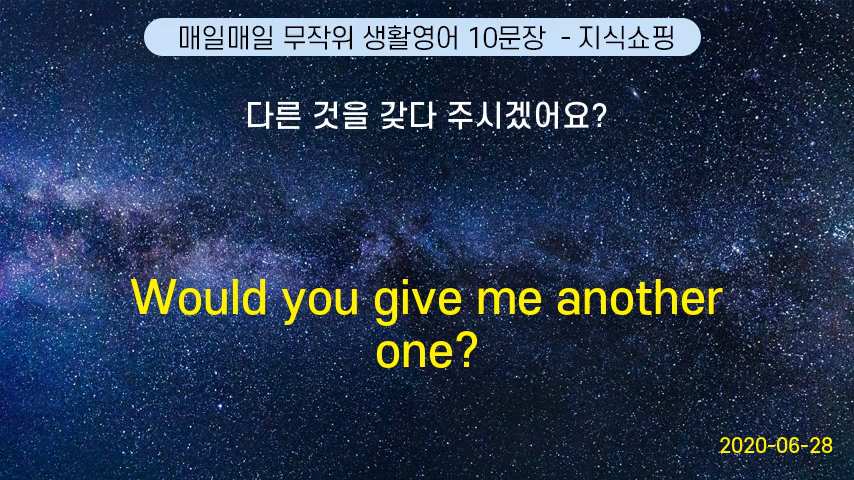 매일매일 무작위 생활영어 10문장 - 지식쇼핑
다른 것을 갖다 주시겠어요?
Would you give me another
one?
2020-06-28